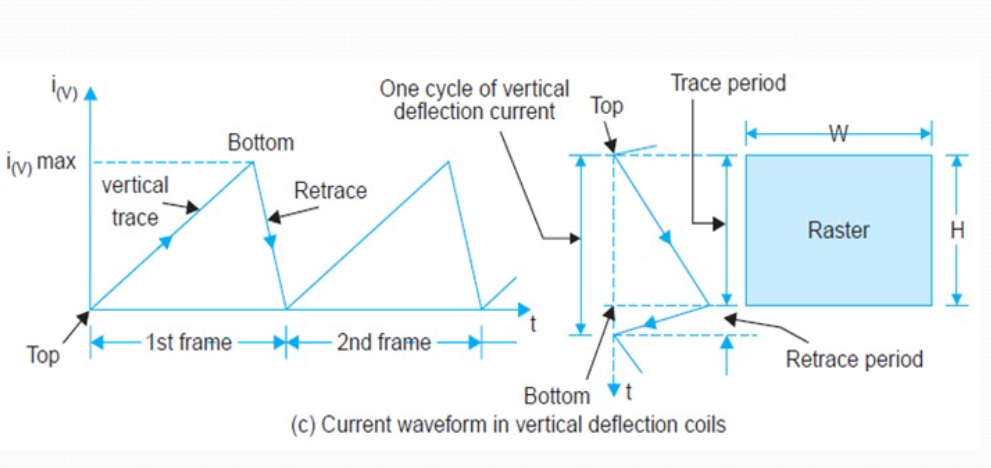 i(V)
i(V) max
Bottom
vertical
trace
Retrace
Top
1st frame
2nd frame
t
One cycle of vertical
deflection current
Top
Trace period
W
Raster
H
Retrace period
Bottom
t
(c) Current waveform in vertical deflection coils